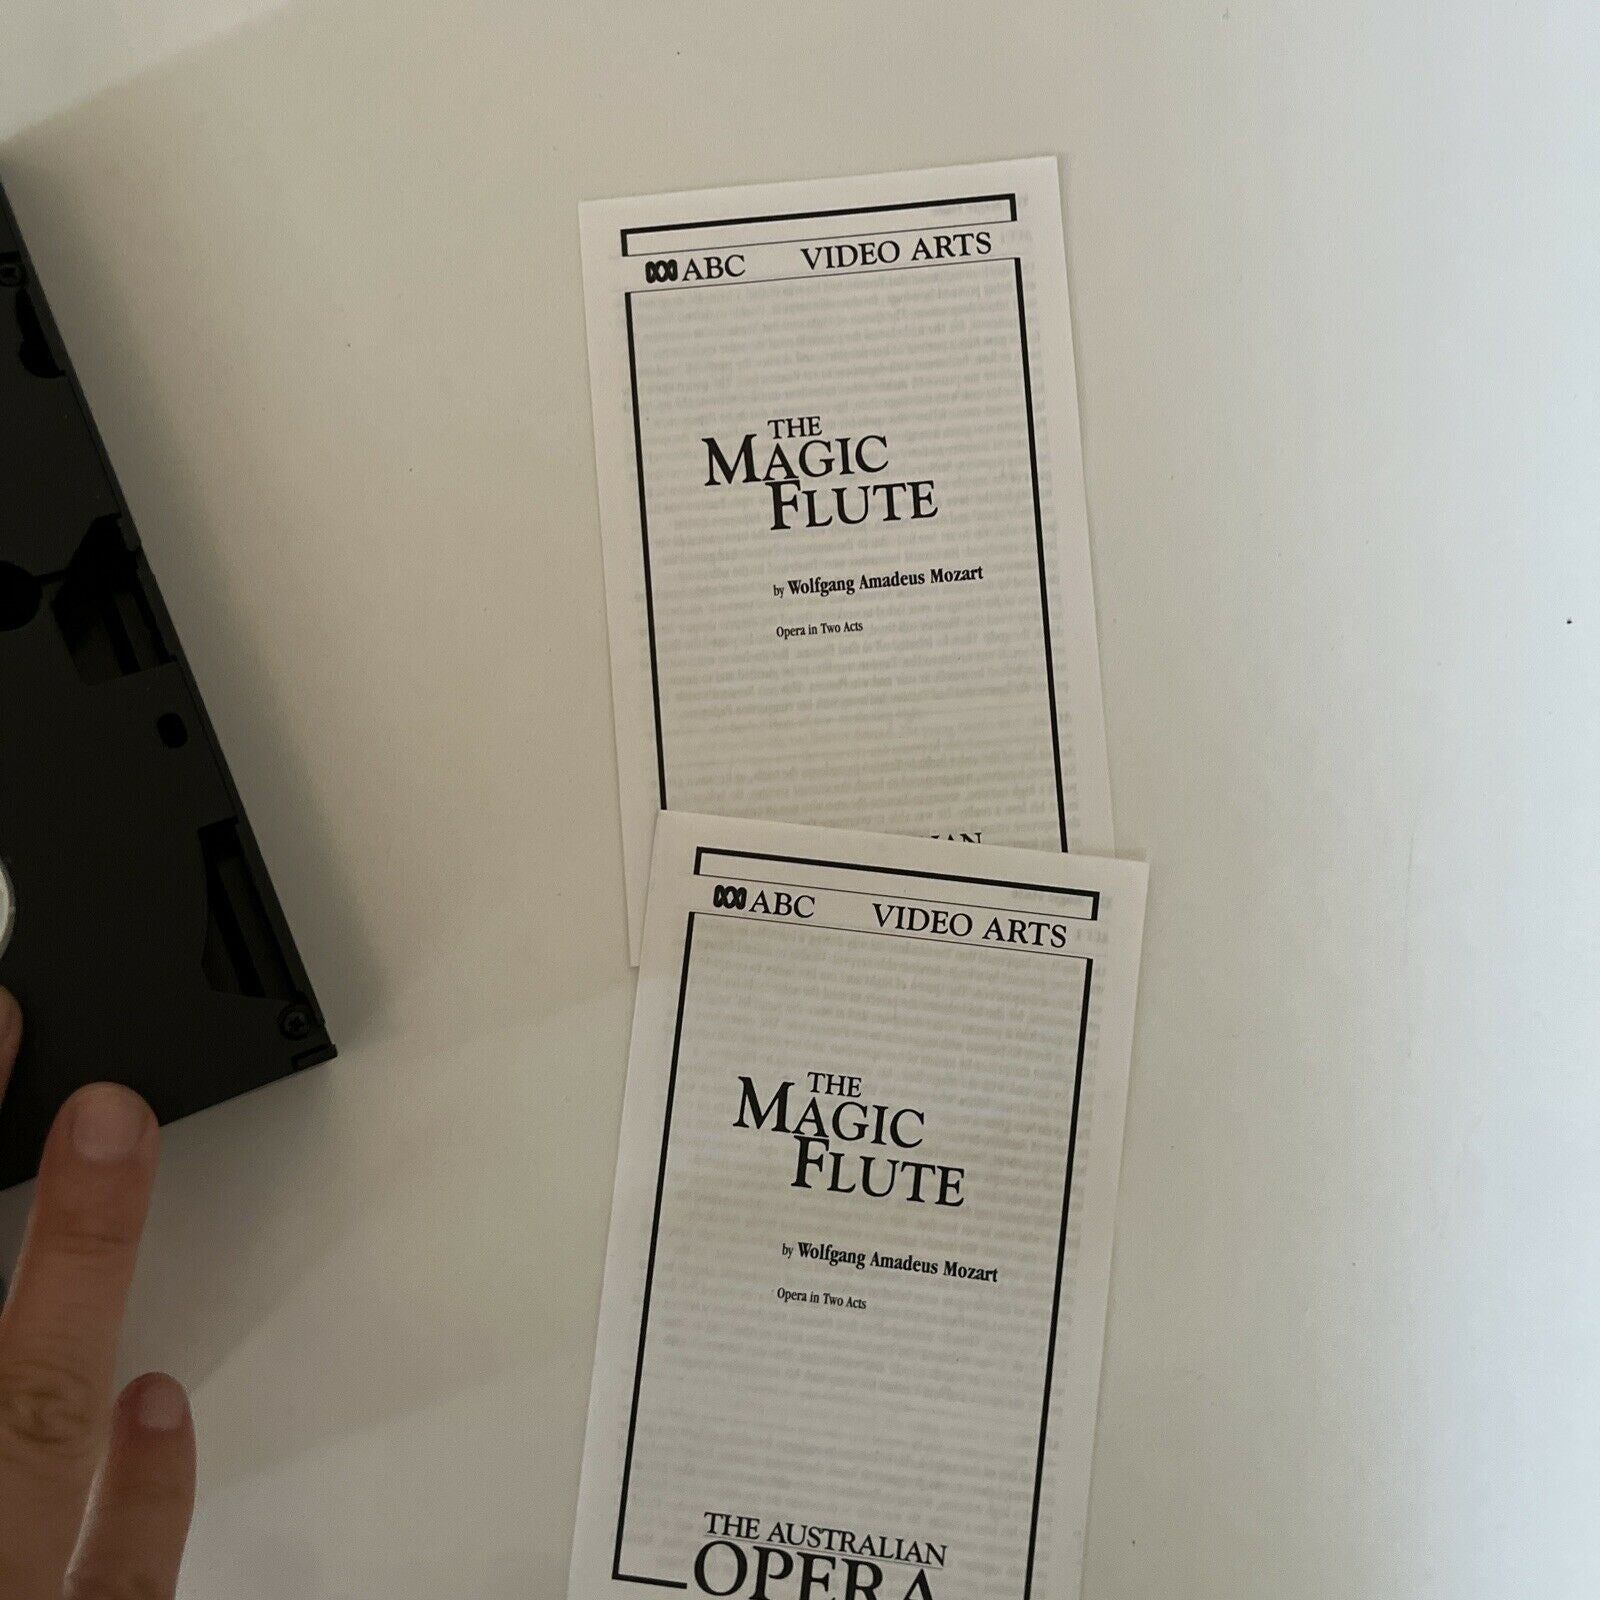 ABC VIDEO ARTS
THE
MAGIC
FLUTE
by Wolfgang Amadeus Mozart
Opera in Two Acts
ABC VIDEO ARTS
THE
MAGIC
FLUTE
by Wolfgang Amadeus Mozart
Opera in Two Acts
THE AUSTRALIAN
OPERA